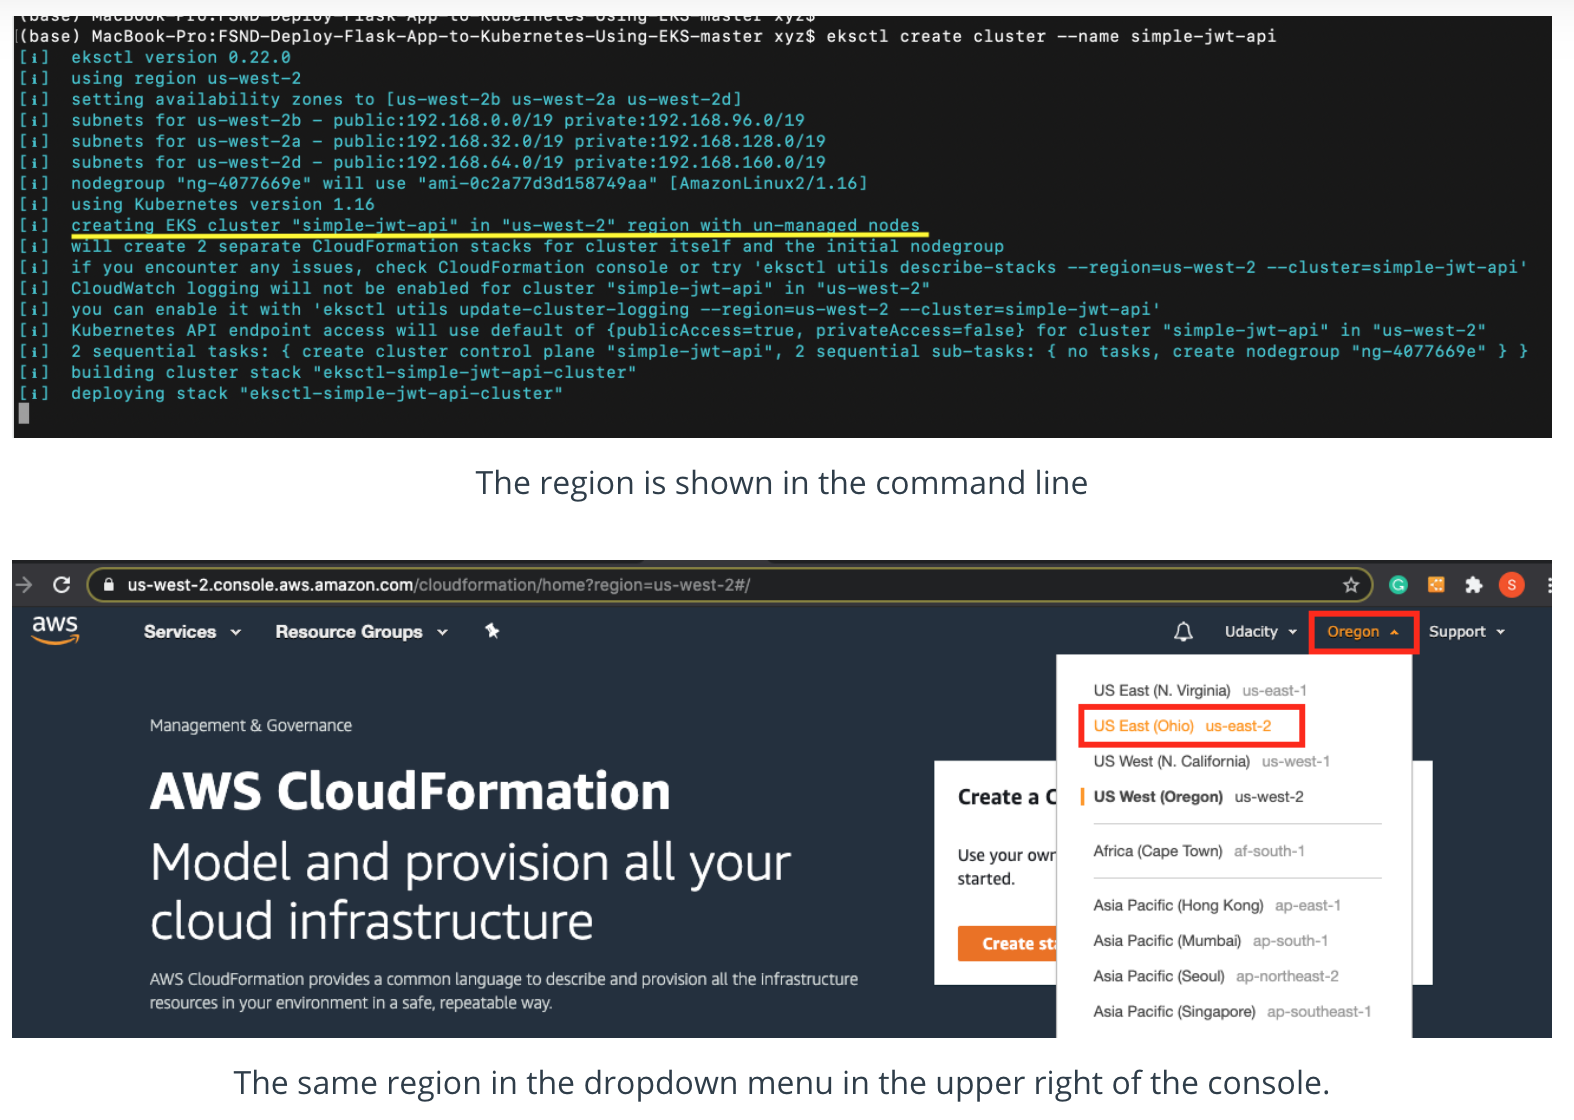 (base) MacBook-Pro:FSND-Deploy-Flask-App-to-Kubernetes-Using-EKS-master xyz$
(base) MacBook-Pro:FSND-Deploy-Flask-App-to-Kubernetes-Using-EKS-master xyz$ eksctl create cluster --name simple-jwt-api
[ℹ]  eksctl version 0.22.0
[ℹ]  using region us-west-2
[ℹ]  setting availability zones to [us-west-2b us-west-2a us-west-2d]
[ℹ]  subnets for us-west-2b - public:192.168.0.0/19 private:192.168.96.0/19
[ℹ]  subnets for us-west-2a - public:192.168.32.0/19 private:192.168.128.0/19
[ℹ]  subnets for us-west-2d - public:192.168.64.0/19 private:192.168.160.0/19
[ℹ]  nodegroup "ng-4077669e" will use "ami-0c2a77d3d158749aa" [AmazonLinux2/1.16]
[ℹ]  using Kubernetes version 1.16
[ℹ]  creating EKS cluster "simple-jwt-api" in "us-west-2" region with un-managed nodes
[ℹ]  will create 2 separate CloudFormation stacks for cluster itself and the initial nodegroup
[ℹ]  if you encounter any issues, check CloudFormation console or try 'eksctl utils describe-stacks --region=us-west-2 --cluster=simple-jwt-api'
[ℹ]  CloudWatch logging will not be enabled for cluster "simple-jwt-api" in "us-west-2"
[ℹ]  you can enable it with 'eksctl utils update-cluster-logging --region=us-west-2 --cluster=simple-jwt-api'
[ℹ]  Kubernetes API endpoint access will use default of {publicAccess=true, privateAccess=false} for cluster "simple-jwt-api" in "us-west-2"
[ℹ]  2 sequential tasks: { create cluster control plane "simple-jwt-api", 2 sequential sub-tasks: { no tasks, create nodegroup "ng-4077669e" } }
[ℹ]  building cluster stack "eksctl-simple-jwt-api-cluster"
[ℹ]  deploying stack "eksctl-simple-jwt-api-cluster"
The region is shown in the command line
us-west-2.console.aws.amazon.com/cloudformation/home?region=us-west-2#/
S
aws Services Resource Groups Udacity Oregon Support
US East (N. Virginia) us-east-1
US East (Ohio) us-east-2
US West (N. California) us-west-1
US West (Oregon) us-west-2
Africa (Cape Town) af-south-1
Asia Pacific (Hong Kong) ap-east-1
Asia Pacific (Mumbai) ap-south-1
Asia Pacific (Seoul) ap-northeast-2
Asia Pacific (Singapore) ap-southeast-1
Management & Governance
AWS CloudFormation
Model and provision all your
cloud infrastructure
AWS CloudFormation provides a common language to describe and provision all the infrastructure
resources in your environment in a safe, repeatable way.
Create a C
Use your own
started.
Create sta
The same region in the dropdown menu in the upper right of the console.